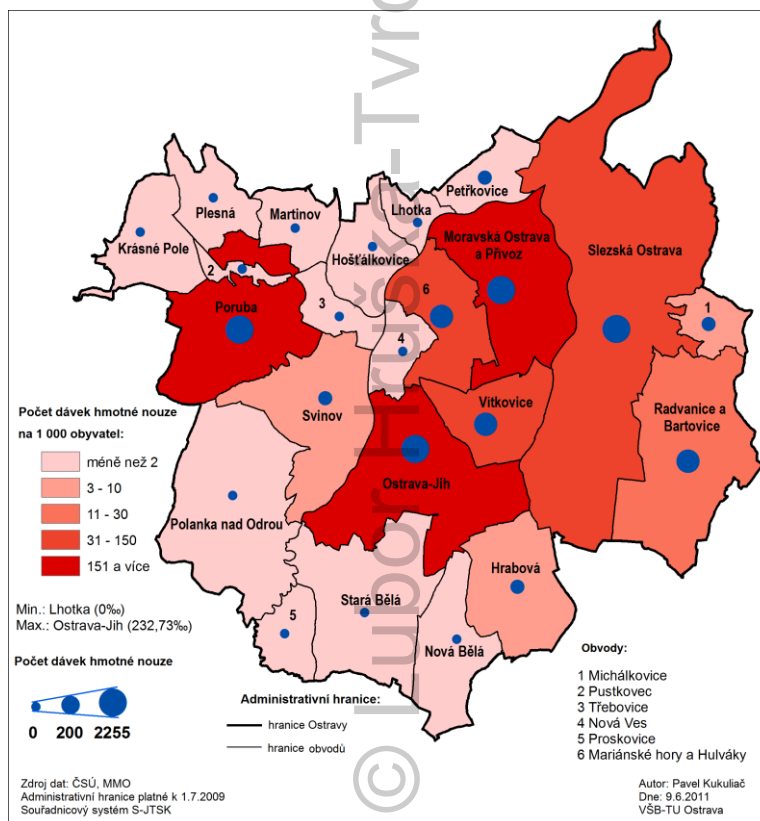 Petřkovice
Plesná
Lhotka
Martinov
Moravská Ostrava
a Přívoz
Krásné Pole
Hošťálkovice
Slezská Ostrava
2
6
Poruba
3
1
4
Počet dávek hmotné nouze
na 1 000 obyvatel:
méně než 2
3 - 10
11 - 30
31 - 150
151 a více
Svinov
Vítkovice
Radvanice a
Bartovice
Ostrava-Jih
Polanka nad Odrou
Hrabová
Stará Bělá
5
Nová Bělá
Min.: Lhotka (0‰)
Max.: Ostrava-Jih (232,73‰)
Počet dávek hmotné nouze
0 200 2255
Administrativní hranice:
hranice Ostravy
hranice obvodů
Obvody:
1 Michálkovice
2 Pustkovec
3 Třebovice
4 Nová Ves
5 Proskovice
6 Mariánské hory a Hulváky
Zdroj dat: ČSÚ, MMO
Administrativní hranice platné k 1.7.2009
Souřadnicový systém S-JTSK
Autor: Pavel Kukuliač
Dne: 9.6.2011
VŠB-TU Ostrava
© Lubor Hruška-Tvrd